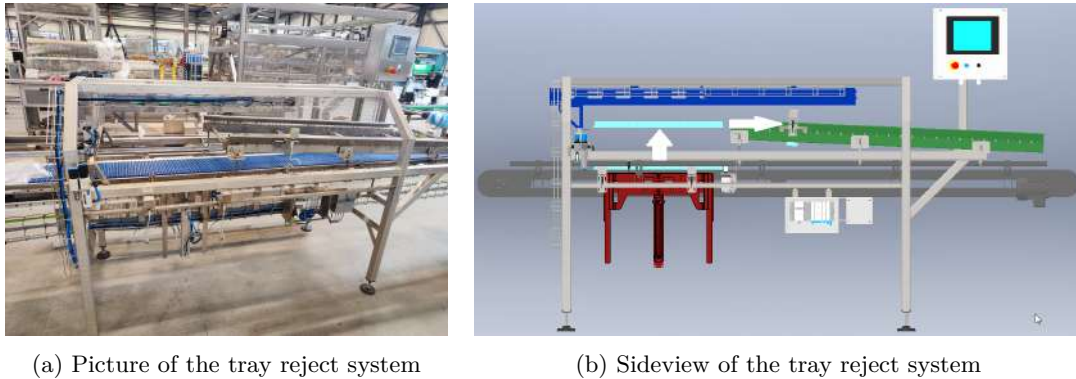 (a) Picture of the tray reject system
(b) Sideview of the tray reject system